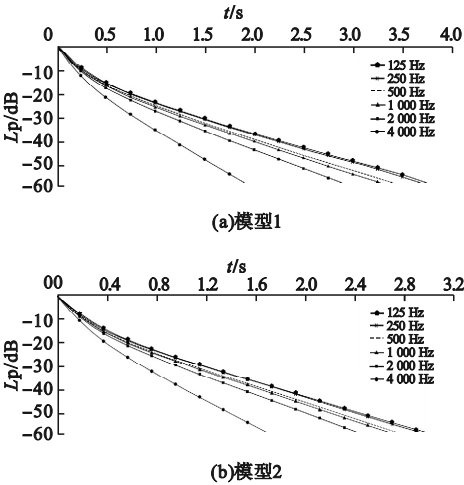 t/s
0 0.5 1.0 1.5 2.0 2.5 3.0 3.5 4.0
−10
−20
−30
−40
−50
−60
Lp/dB
125 Hz
250 Hz
500 Hz
1 000 Hz
2 000 Hz
4 000 Hz
(a)模型1
t/s
00 0.4 0.8 1.2 1.6 2.0 2.4 2.8 3.2
−10
−20
−30
−40
−50
−60
Lp/dB
125 Hz
250 Hz
500 Hz
1 000 Hz
2 000 Hz
4 000 Hz
(b)模型2